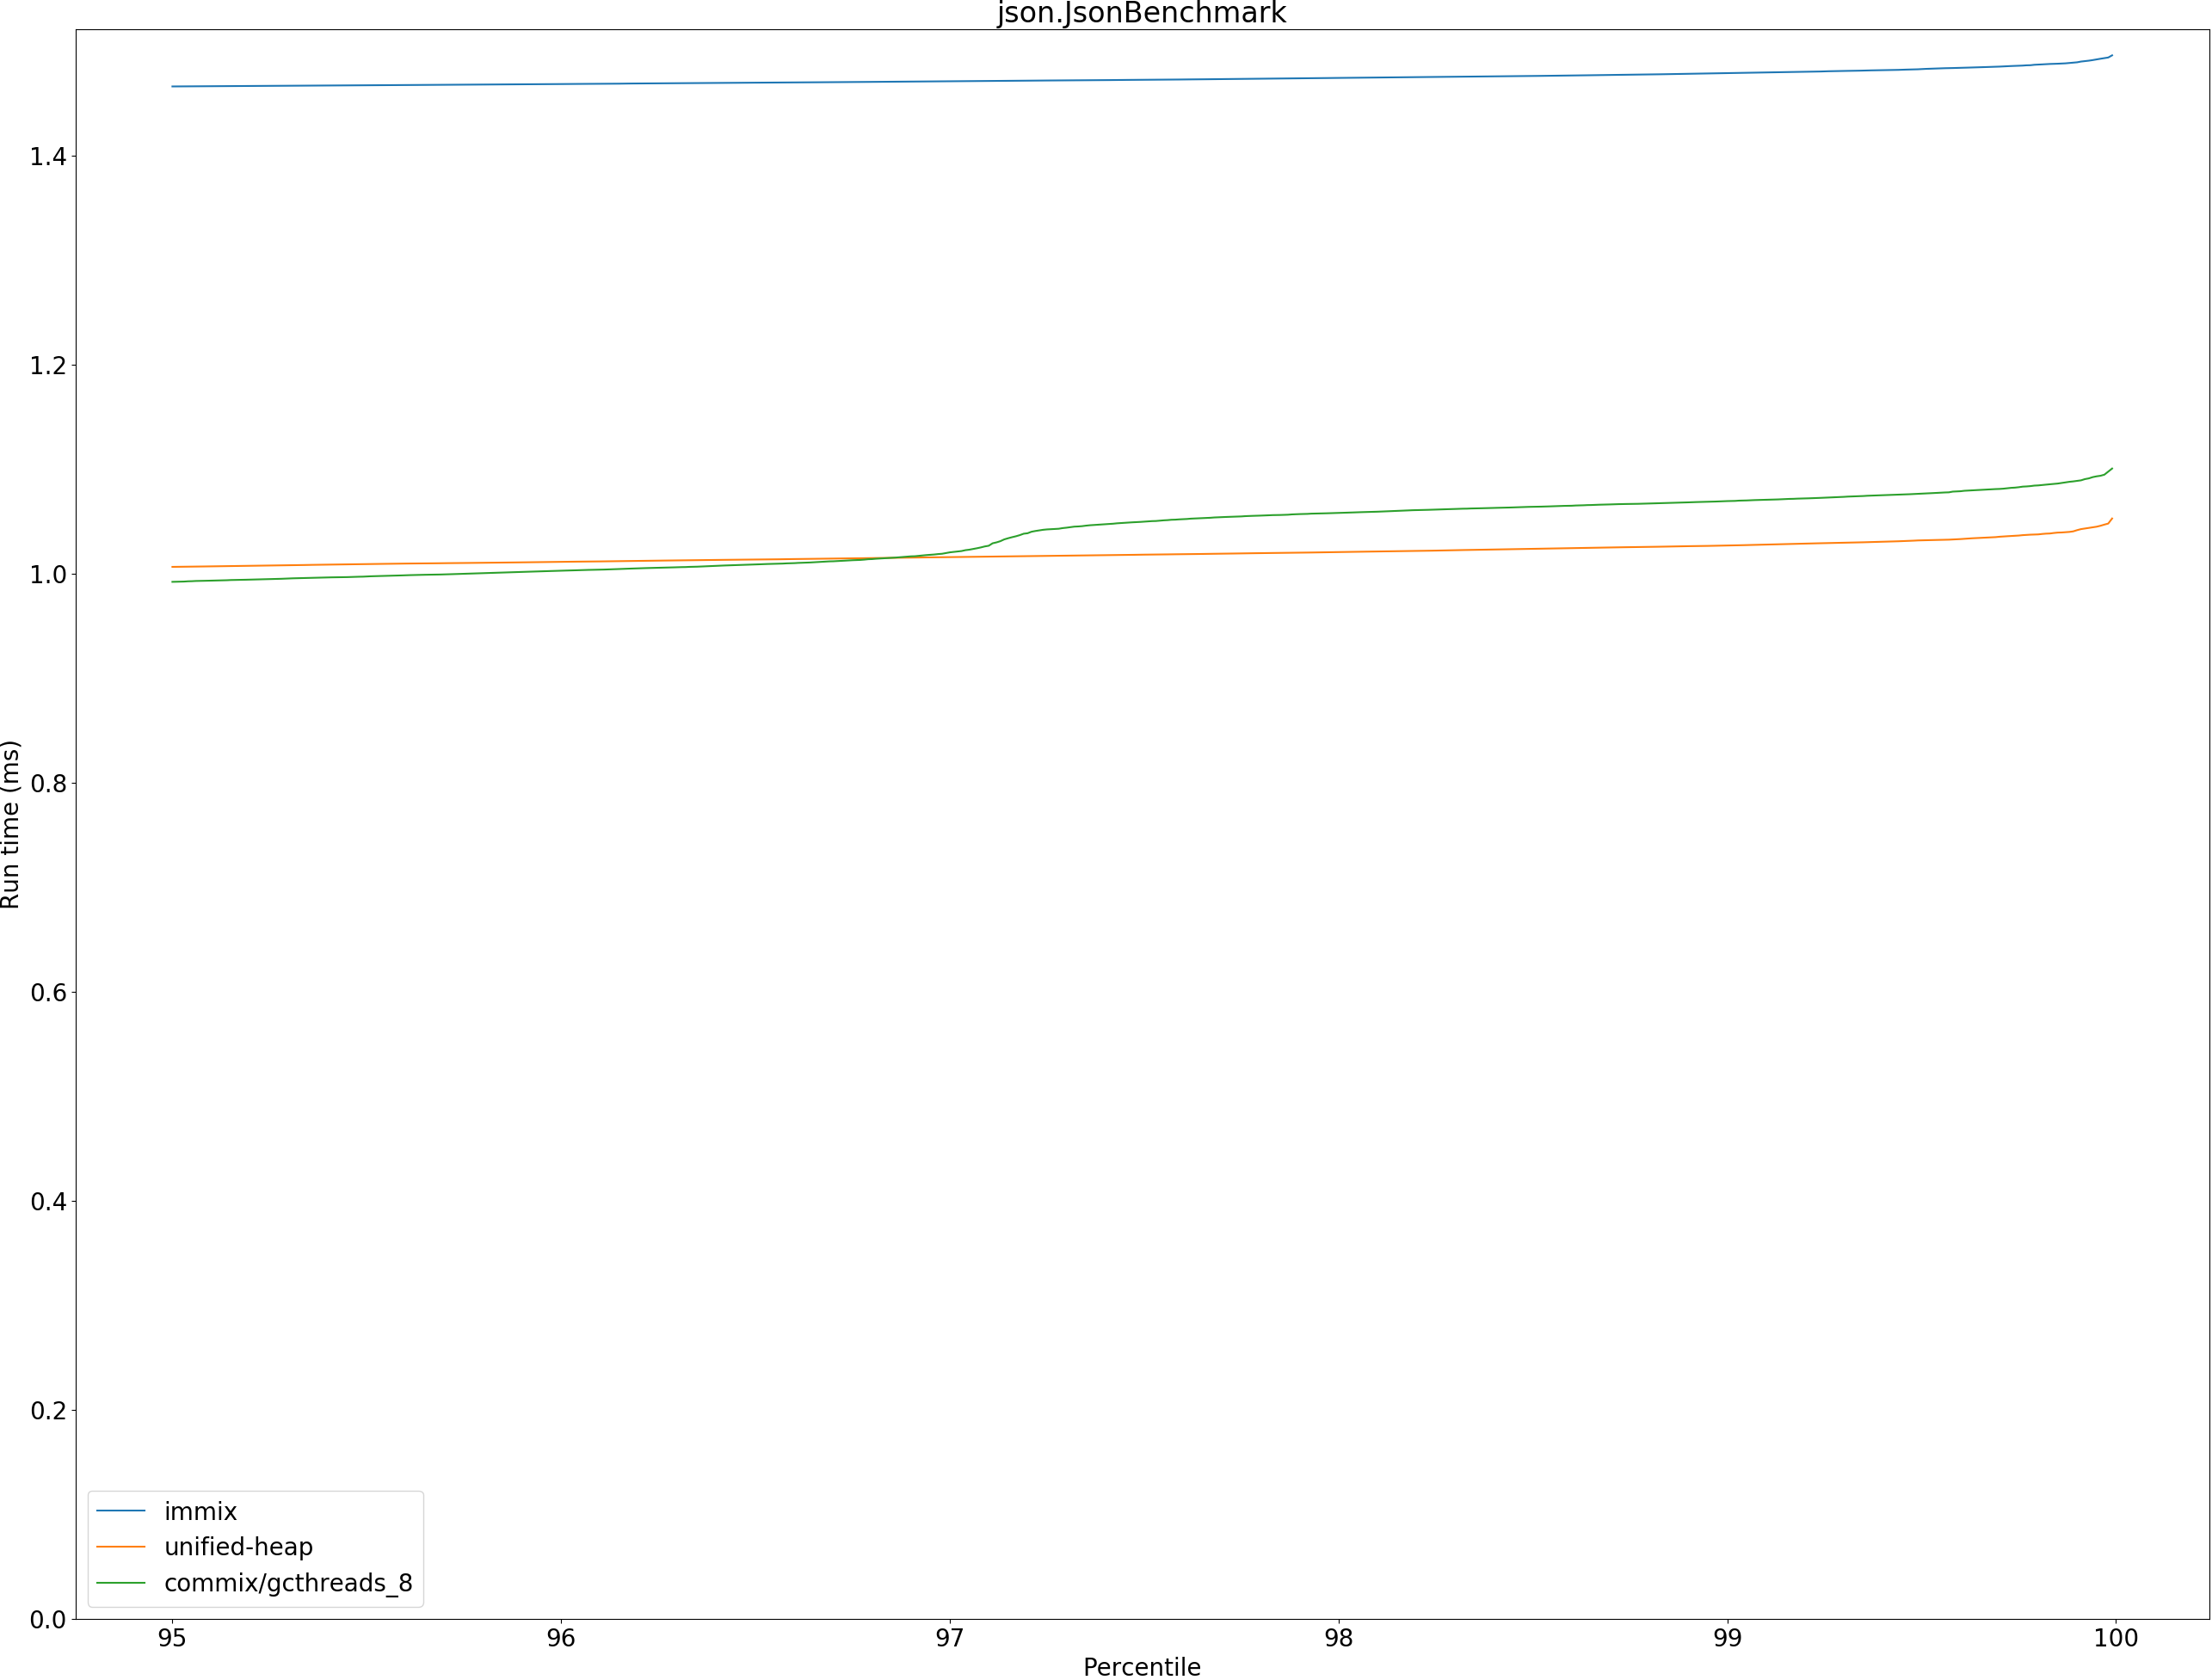 json.JsonBenchmark
Run time (ms)
1.4
1.2
1.0
0.8
0.6
0.4
0.2
0.0
immix
unified-heap
commix/gcthreads_8
95 96 97 98 99 100
Percentile